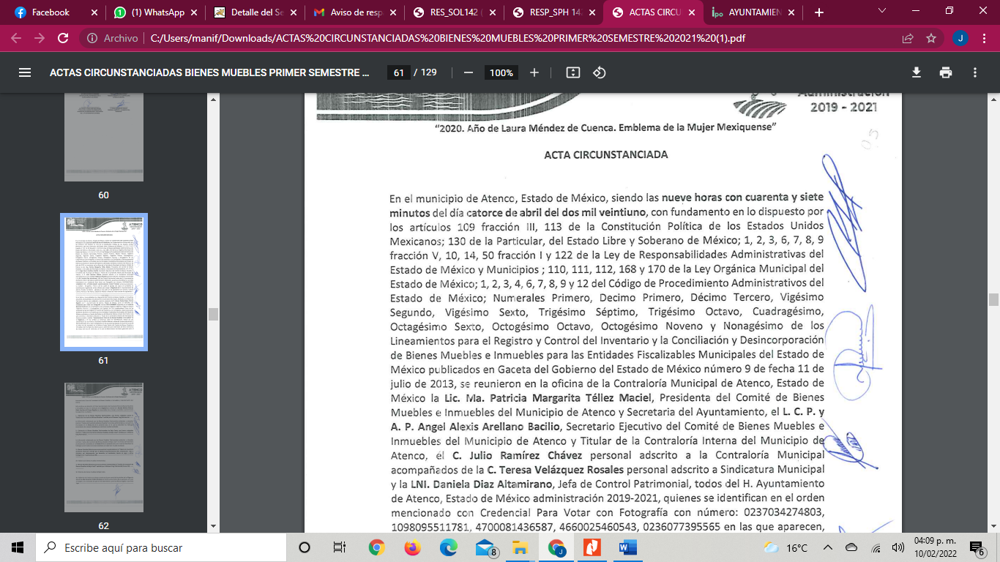 Facebook
(1) WhatsApp
Detalle del Se
Aviso de resp
RES_SOL142 (
RESP_SPH 142
ACTAS CIRCU
AYUNTAMIEN
Archivo
C:/Users/manif/Downloads/ACTAS%20CIRCUNSTANCIADAS%20BIENES%20MUEBLES%20PRIMER%20SEMESTRE%202021%20(1).pdf
ACTAS CIRCUNSTANCIADAS BIENES MUEBLES PRIMER SEMESTRE ...
61 / 129
100%
60
61
62
Administración
2019 - 2021
"2020. Año de Laura Méndez de Cuenca. Emblema de la Mujer Mexiquense"
ACTA CIRCUNSTANCIADA
En el municipio de Atenco, Estado de México, siendo las nueve horas con cuarenta y siete
minutos del día catorce de abril del dos mil veintiuno, con fundamento en lo dispuesto por
los artículos 109 fracción III, 113 de la Constitución Política de los Estados Unidos
Mexicanos; 130 de la Particular, del Estado Libre y Soberano de México; 1, 2, 3, 6, 7, 8, 9
fracción V, 10, 14, 50 fracción I y 122 de la Ley de Responsabilidades Administrativas del
Estado de México y Municipios ; 110, 111, 112, 168 y 170 de la Ley Orgánica Municipal del
Estado de México; 1, 2, 3, 4, 6, 7, 8, 9 y 12 del Código de Procedimiento Administrativos del
Estado de México; Numerales Primero, Decimo Primero, Décimo Tercero, Vigésimo
Segundo, Vigésimo Sexto, Trigésimo Séptimo, Trigésimo Octavo, Cuadragésimo,
Octagésimo Sexto, Octogésimo Octavo, Octogésimo Noveno y Nonagésimo de los
Lineamientos para el Registro y Control del Inventario y la Conciliación y Desincorporación
de Bienes Muebles e Inmuebles para las Entidades Fiscalizables Municipales del Estado de
México publicados en Gaceta del Gobierno del Estado de México número 9 de fecha 11 de
julio de 2013, se reunieron en la oficina de la Contraloría Municipal de Atenco, Estado de
México la Lic. Ma. Patricia Margarita Téllez Maciel, Presidenta del Comité de Bienes
Muebles e Inmuebles del Municipio de Atenco y Secretaria del Ayuntamiento, el L. C. P. y
A. P. Angel Alexis Arellano Bacilio, Secretario Ejecutivo del Comité de Bienes Muebles e
Inmuebles del Municipio de Atenco y Titular de la Contraloría Interna del Municipio de
Atenco, el C. Julio Ramírez Chávez personal adscrito a la Contraloría Municipal
acompañados de la C. Teresa Velázquez Rosales personal adscrito a Sindicatura Municipal
y la LNI. Daniela Diaz Altamirano, Jefa de Control Patrimonial, todos del H. Ayuntamiento
de Atenco, Estado de México administración 2019-2021, quienes se identifican en el orden
mencionado con Credencial Para Votar con Fotografía con número: 0237034274803,
1098095511781, 4700081436587, 4660025460543, 0236077395565 en las que aparecen,
Escribe aquí para buscar
8
16°C
04:09 p. m.
10/02/2022
6